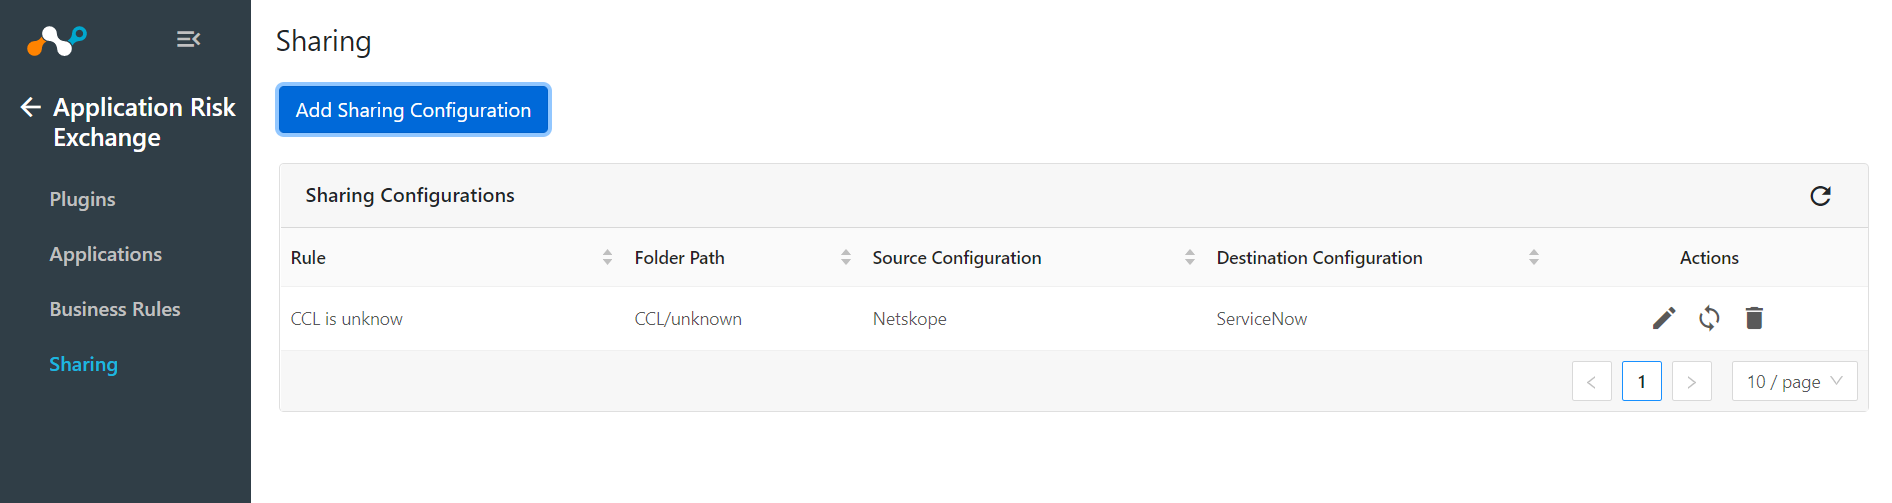 Sharing
Application Risk
Exchange
Add Sharing Configuration
Plugins
Applications
Business Rules
Sharing
Sharing Configurations
Rule Folder Path Source Configuration Destination Configuration Actions
CCL is unknow CCL/unknown Netskope ServiceNow
< 1 > 10 / page